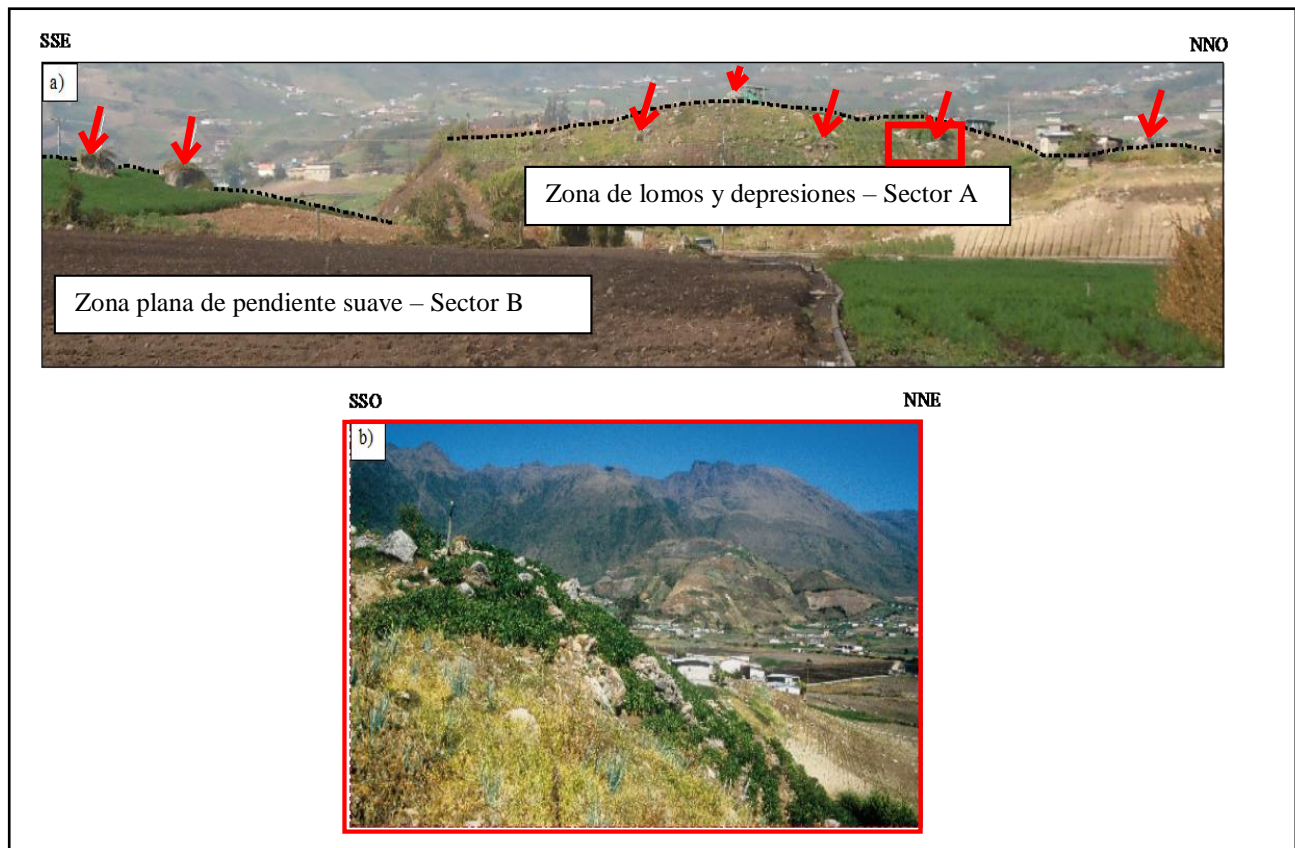 SSE
NNO
a)
Zona de lomos y depresiones – Sector A
Zona plana de pendiente suave – Sector B
SSO
NNE
b)